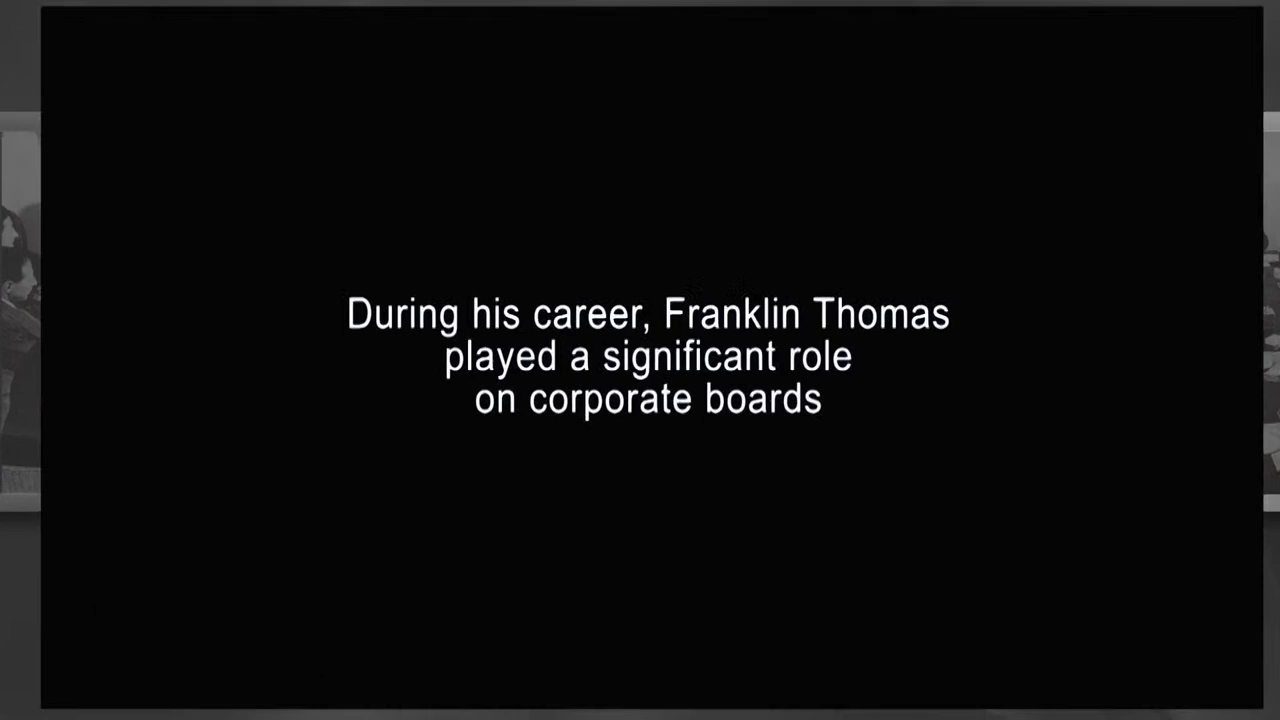 During his career, Franklin Thomas
played a significant role
on corporate boards